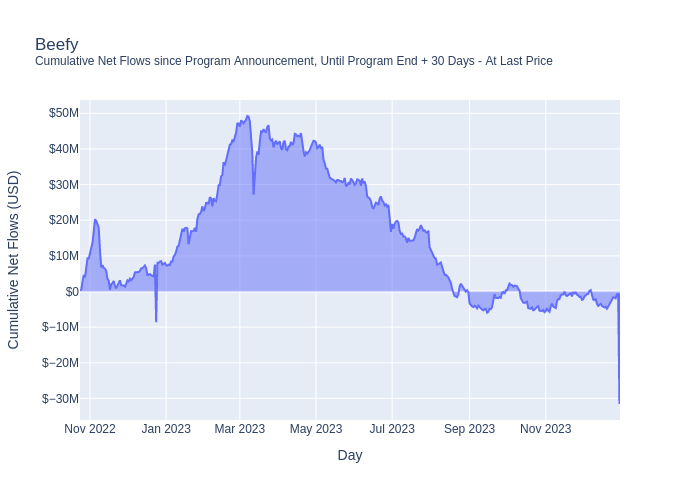 Beefy
Cumulative Net Flows since Program Announcement, Until Program End + 30 Days - At Last Price
$50M
$40M
$30M
$20M
$10M
$0
$−10M
$−20M
$−30M
Cumulative Net Flows (USD)
Nov 2022 Jan 2023 Mar 2023 May 2023 Jul 2023 Sep 2023 Nov 2023
Day